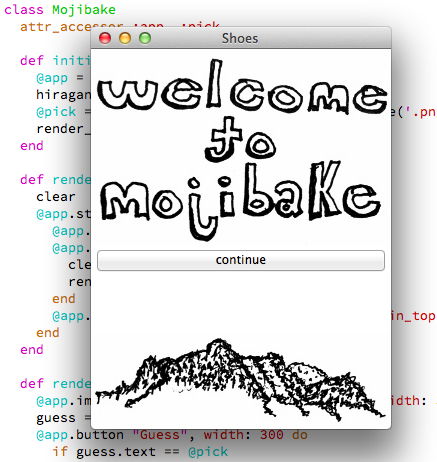 class Mojibake
attr_accessor :app, :pick
def initi
@app =
hiragan
@pick = e('.pn
render_
end
def rende
clear
@app.st
@app.
@app.
cle
ren
end
@app. in_top
end
end
def rende
@app.im idth:
guess =
@app.button "Guess", width: 300 do
if guess.text == @pick
Shoes
welcome
to
mojibaKe
continue